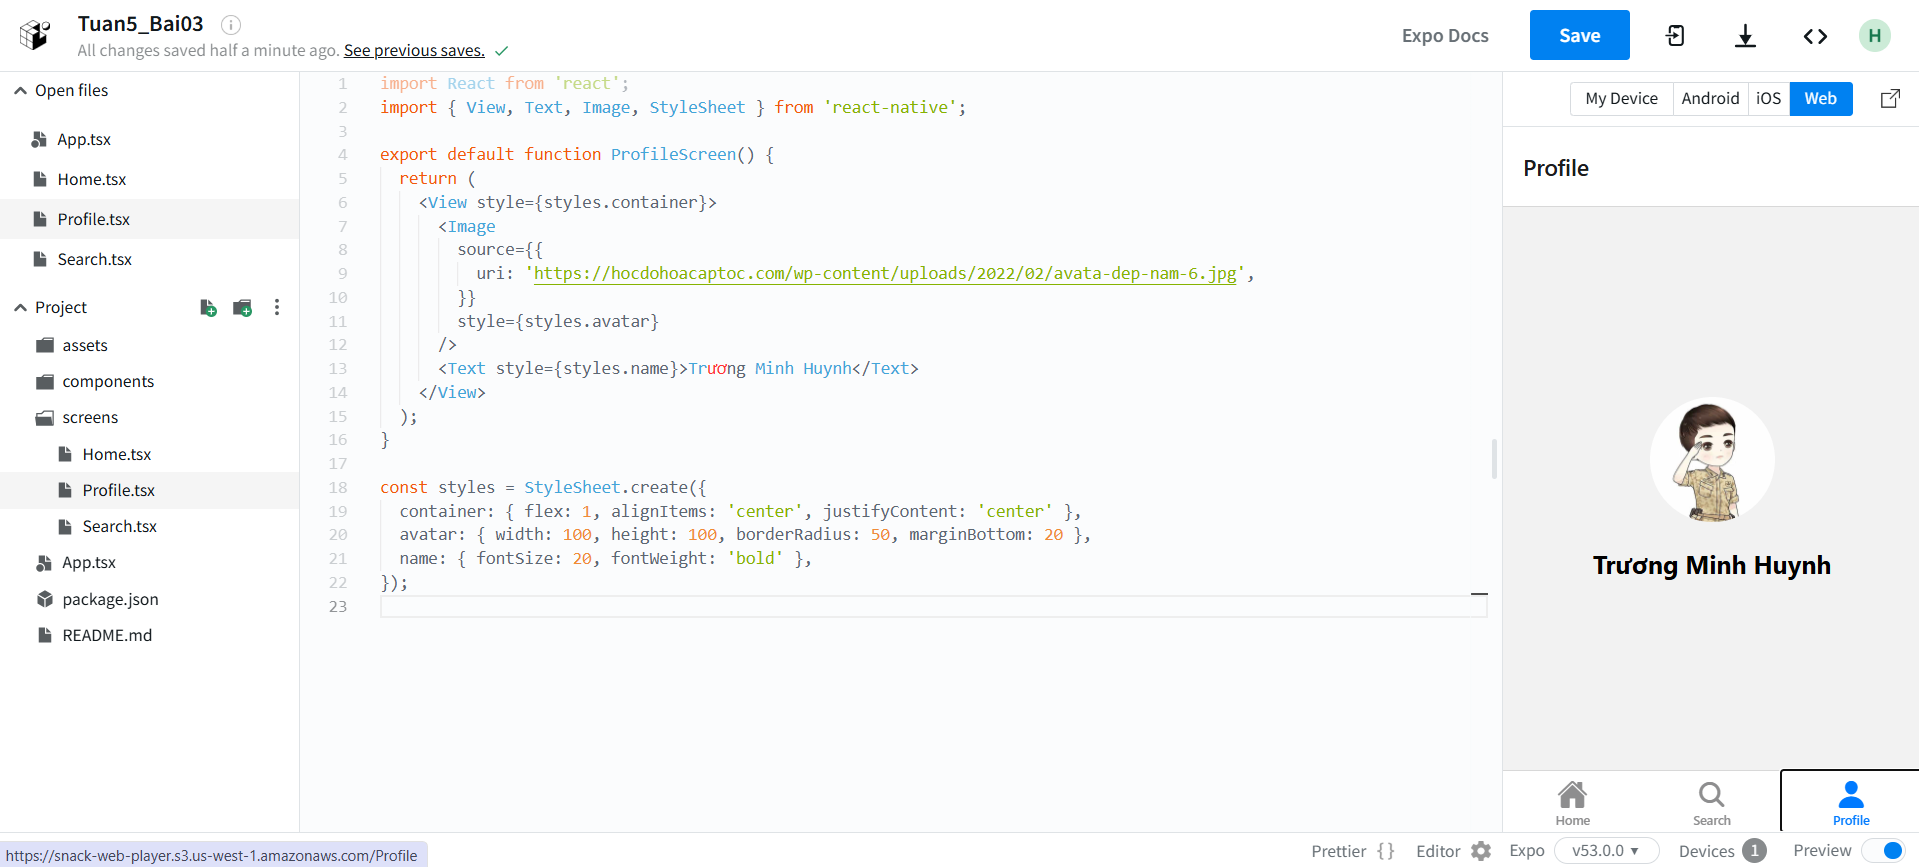 Tuan5_Bai03
All changes saved half a minute ago. See previous saves.
Expo Docs
Save
H
Open files
App.tsx
Home.tsx
Profile.tsx
Search.tsx
Project
assets
components
screens
Home.tsx
Profile.tsx
Search.tsx
App.tsx
package.json
README.md
1 import React from 'react';
2 import { View, Text, Image, StyleSheet } from 'react-native';
3
4 export default function ProfileScreen() {
5 return (
6 <View style={styles.container}>
7 <Image
8 source={{
9 uri: 'https://hocdohoacaptoc.com/wp-content/uploads/2022/02/avata-dep-nam-6.jpg',
10 }}
11 style={styles.avatar}
12 />
13 <Text style={styles.name}>Trương Minh Huynh</Text>
14 </View>
15 );
16 }
17
18 const styles = StyleSheet.create({
19 container: { flex: 1, alignItems: 'center', justifyContent: 'center' },
20 avatar: { width: 100, height: 100, borderRadius: 50, marginBottom: 20 },
21 name: { fontSize: 20, fontWeight: 'bold' },
22 });
23
My Device Android iOS Web
Profile
Trương Minh Huynh
Home Search Profile
https://snack-web-player.s3.us-west-1.amazonaws.com/Profile
Prettier {} Editor Expo v53.0.0 ▾ Devices 1 Preview